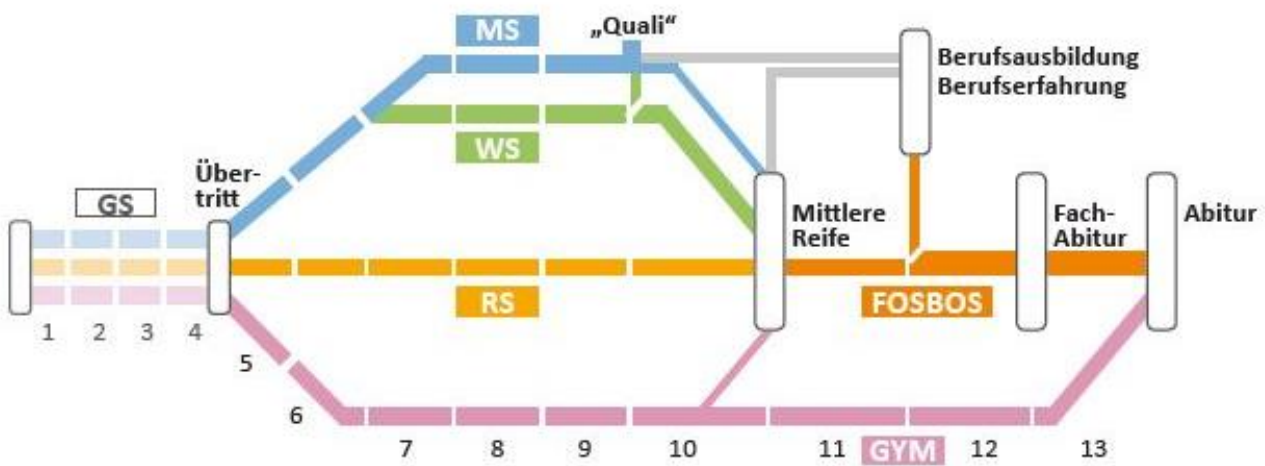 MS
„Quali“
Berufsausbildung
Berufserfahrung
WS
Über-
tritt
GS
Mittlere
Reife
Fach-
Abitur
Abitur
RS
FOSBOS
1 2 3 4
5
6
7 8 9 10 11 GYM 12 13